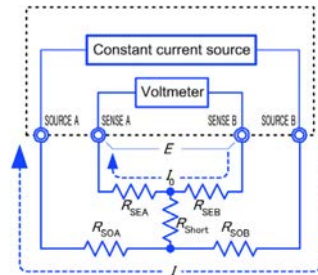 Constant current source
Voltmeter
SOURCE A SENSE A SENSE B SOURCE B
E
I0
RSEA RSEB
RShort
RSOA RSOB
I